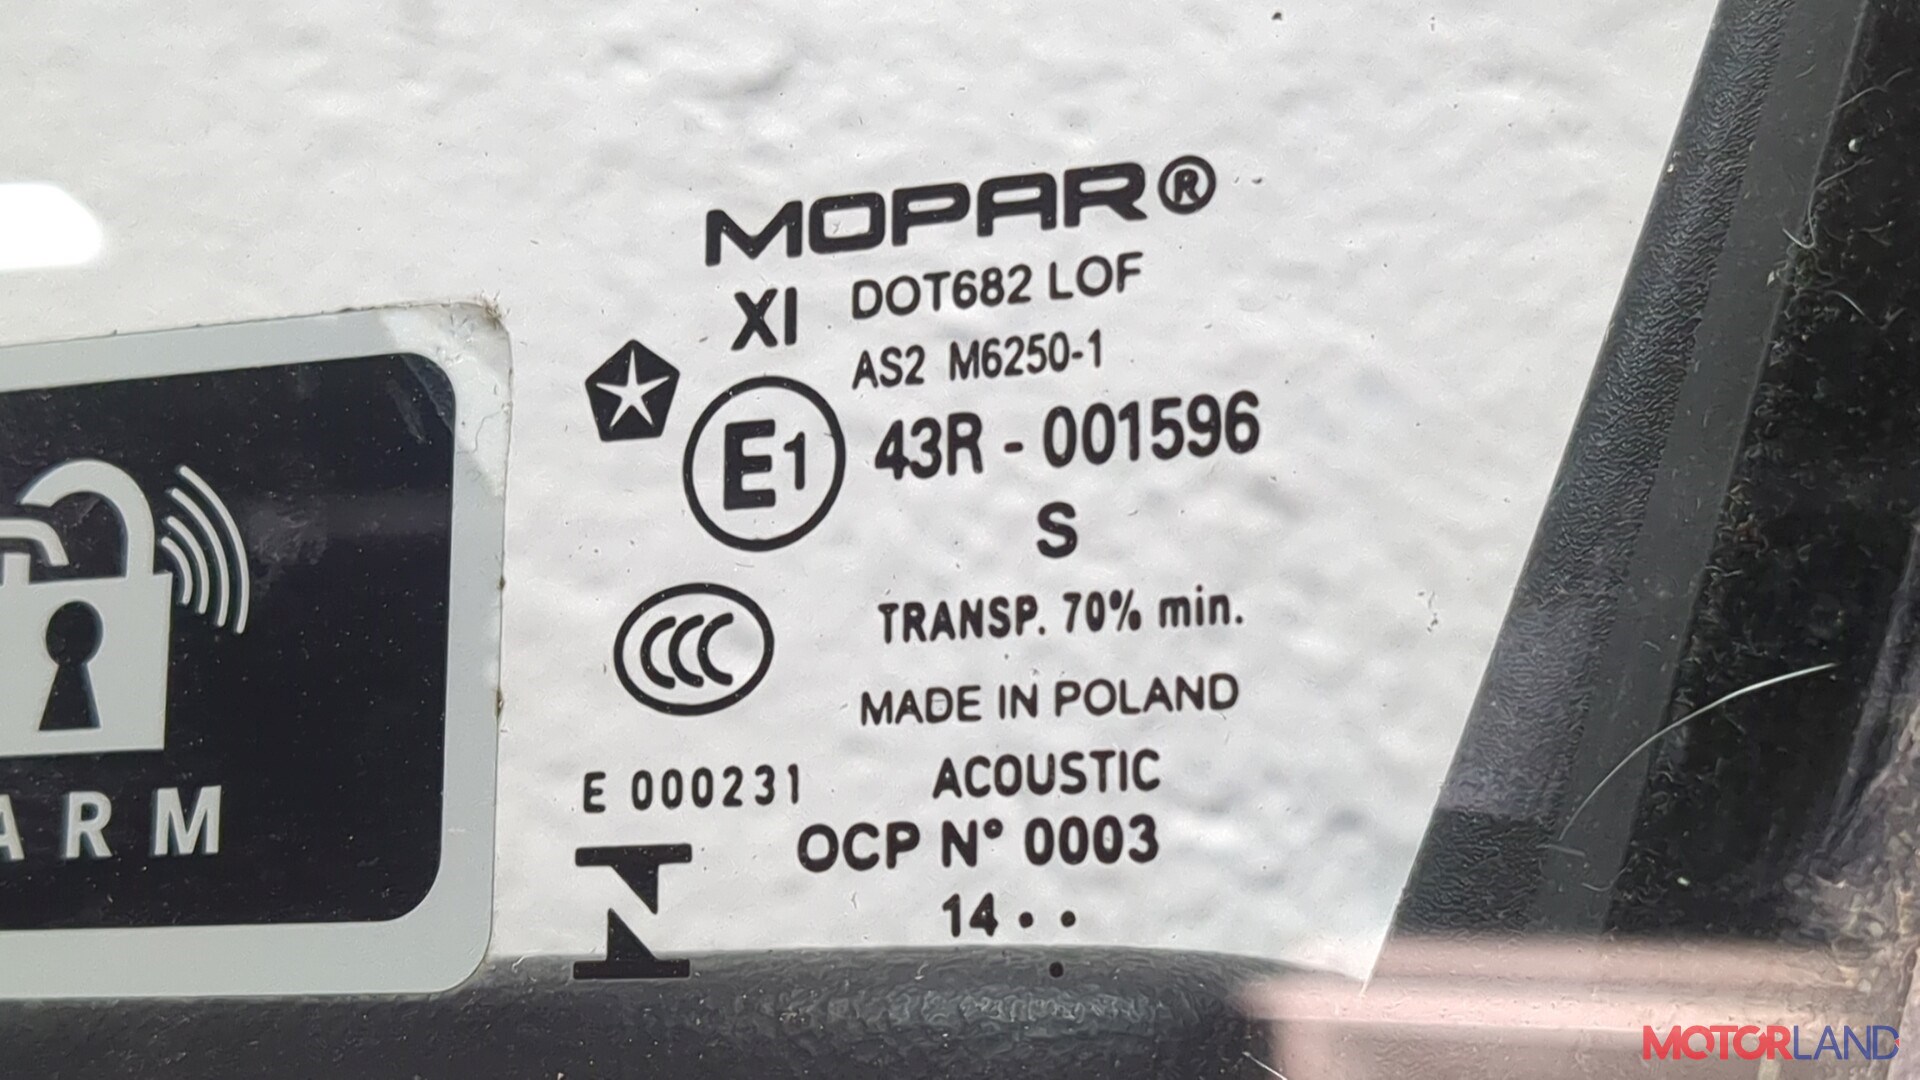 MOPAR®
XI DOT682 LOF
AS2 M6250-1
E1 43R - 001596
S
CCC
TRANSP. 70% min.
MADE IN POLAND
E 000231
ACOUSTIC
OCP N° 0003
14 • •
•
ARM
MOTORLAND